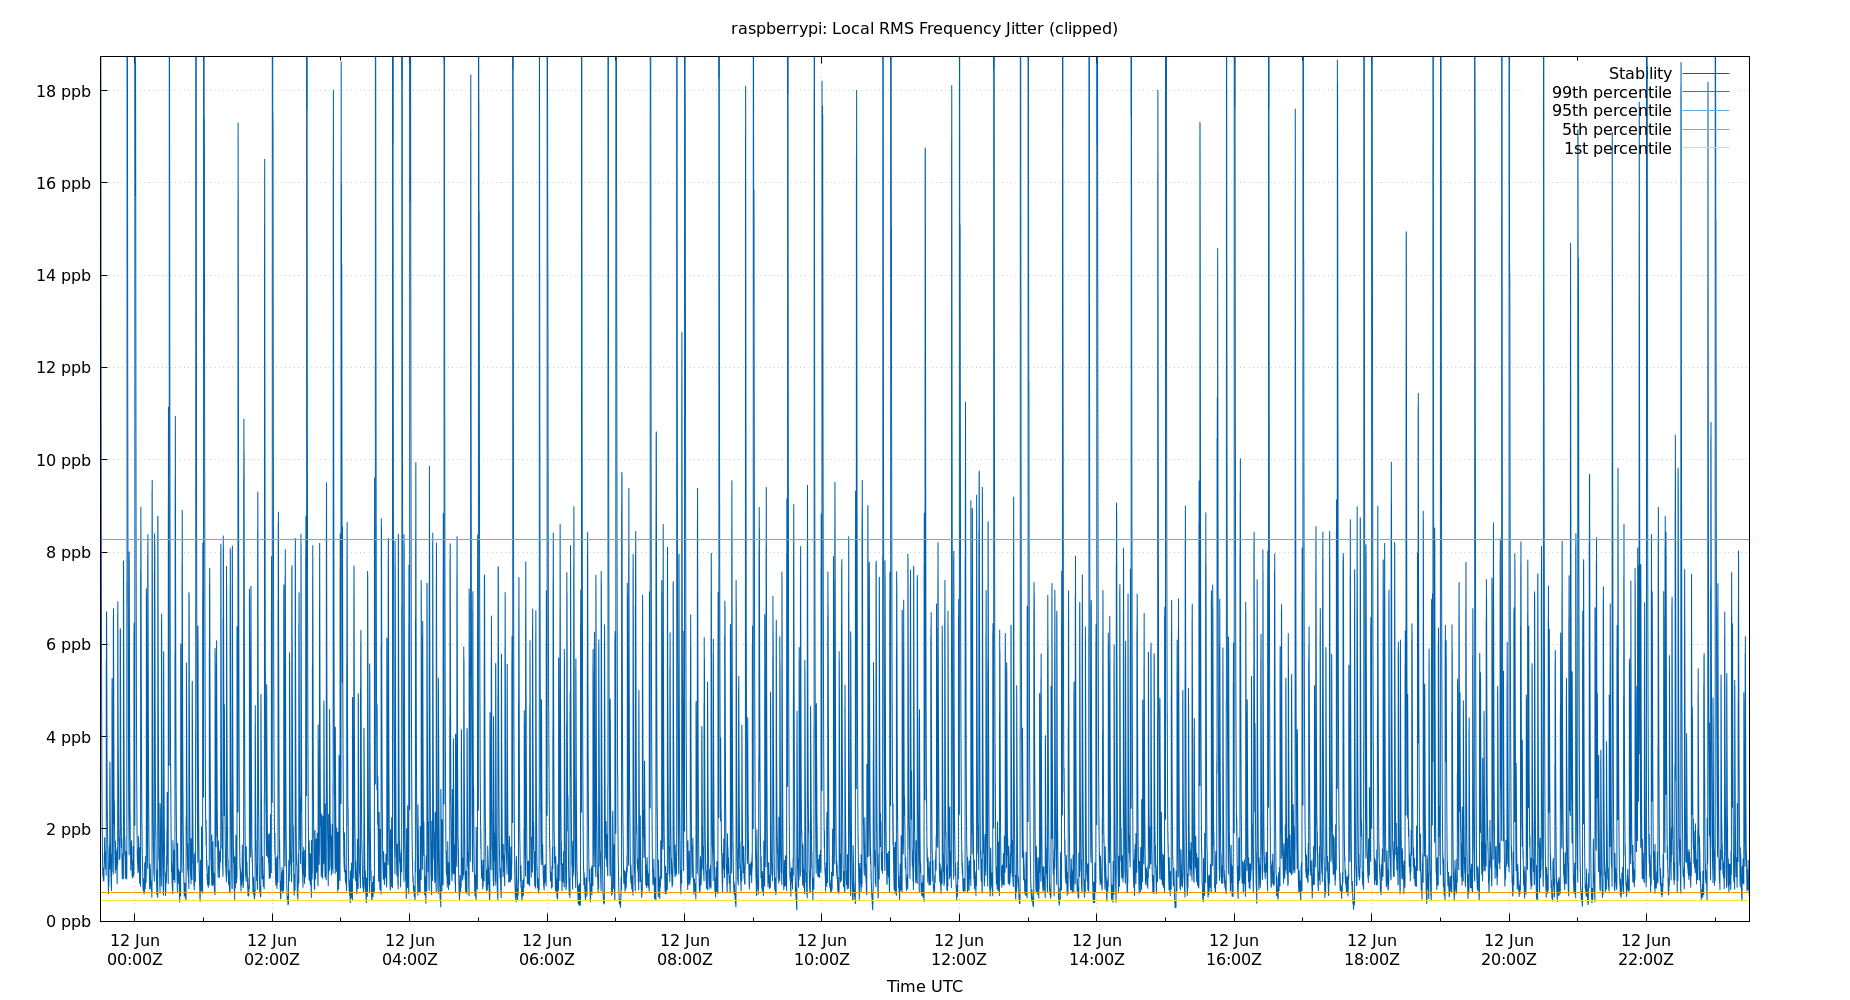 raspberrypi: Local RMS Frequency Jitter (clipped)
Stability
99th percentile
95th percentile
5th percentile
1st percentile
18 ppb
16 ppb
14 ppb
12 ppb
10 ppb
8 ppb
6 ppb
4 ppb
2 ppb
0 ppb
12 Jun 12 Jun 12 Jun 12 Jun 12 Jun 12 Jun 12 Jun 12 Jun 12 Jun 12 Jun 12 Jun 12 Jun
00:00Z 02:00Z 04:00Z 06:00Z 08:00Z 10:00Z 12:00Z 14:00Z 16:00Z 18:00Z 20:00Z 22:00Z
Time UTC